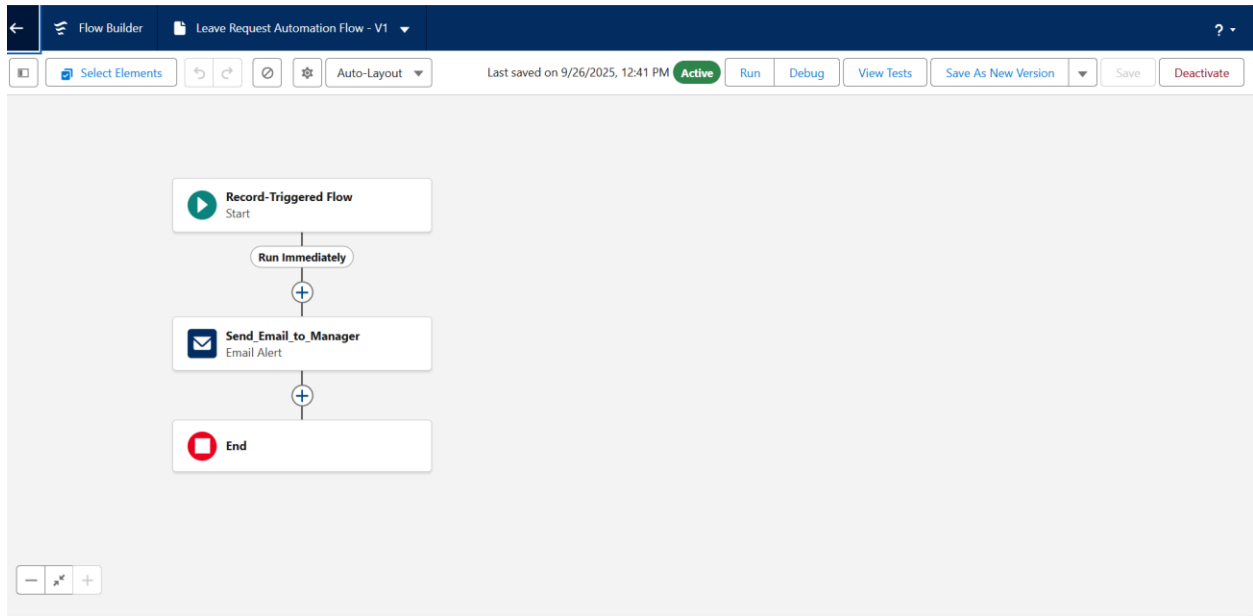 Flow Builder Leave Request Automation Flow - V1 ?
Select Elements Auto-Layout Last saved on 9/26/2025, 12:41 PM Active Run Debug View Tests Save As New Version Save Deactivate
Record-Triggered Flow
Start
Run Immediately
Send_Email_to_Manager
Email Alert
End